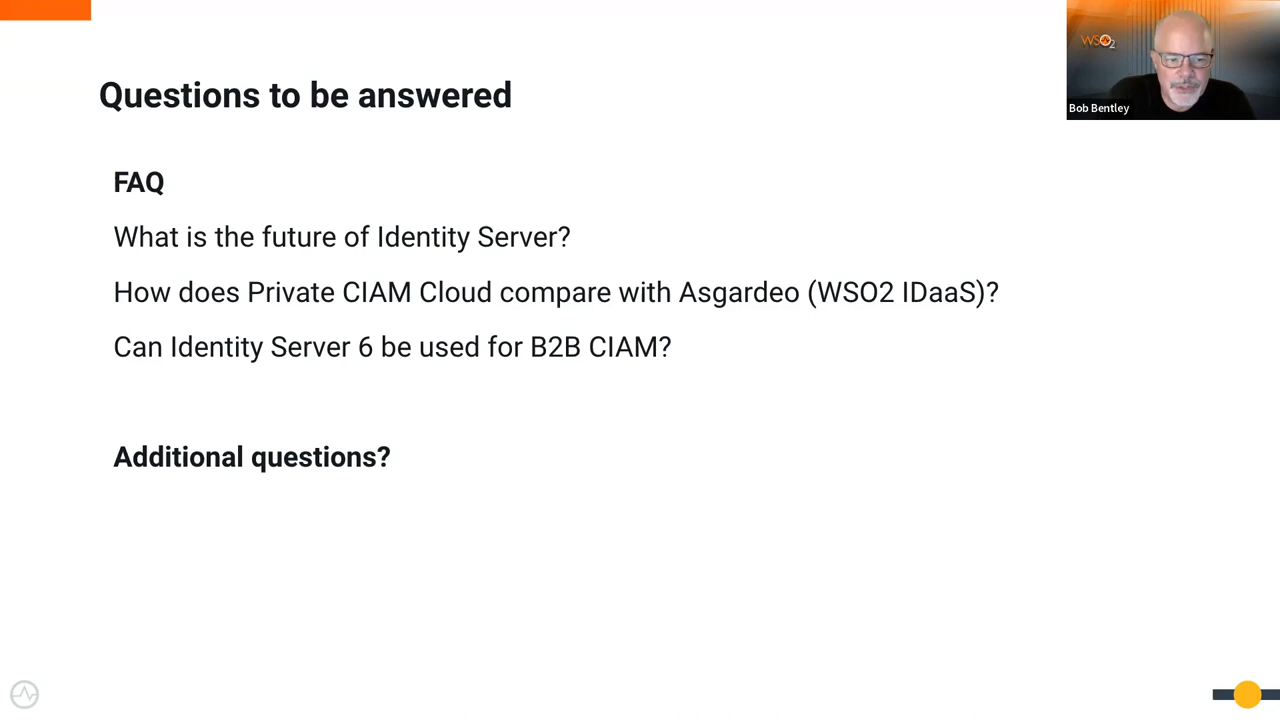 WSO2
Bob Bentley
Questions to be answered
FAQ
What is the future of Identity Server?
How does Private CIAM Cloud compare with Asgardeo (WSO2 IDaaS)?
Can Identity Server 6 be used for B2B CIAM?
Additional questions?